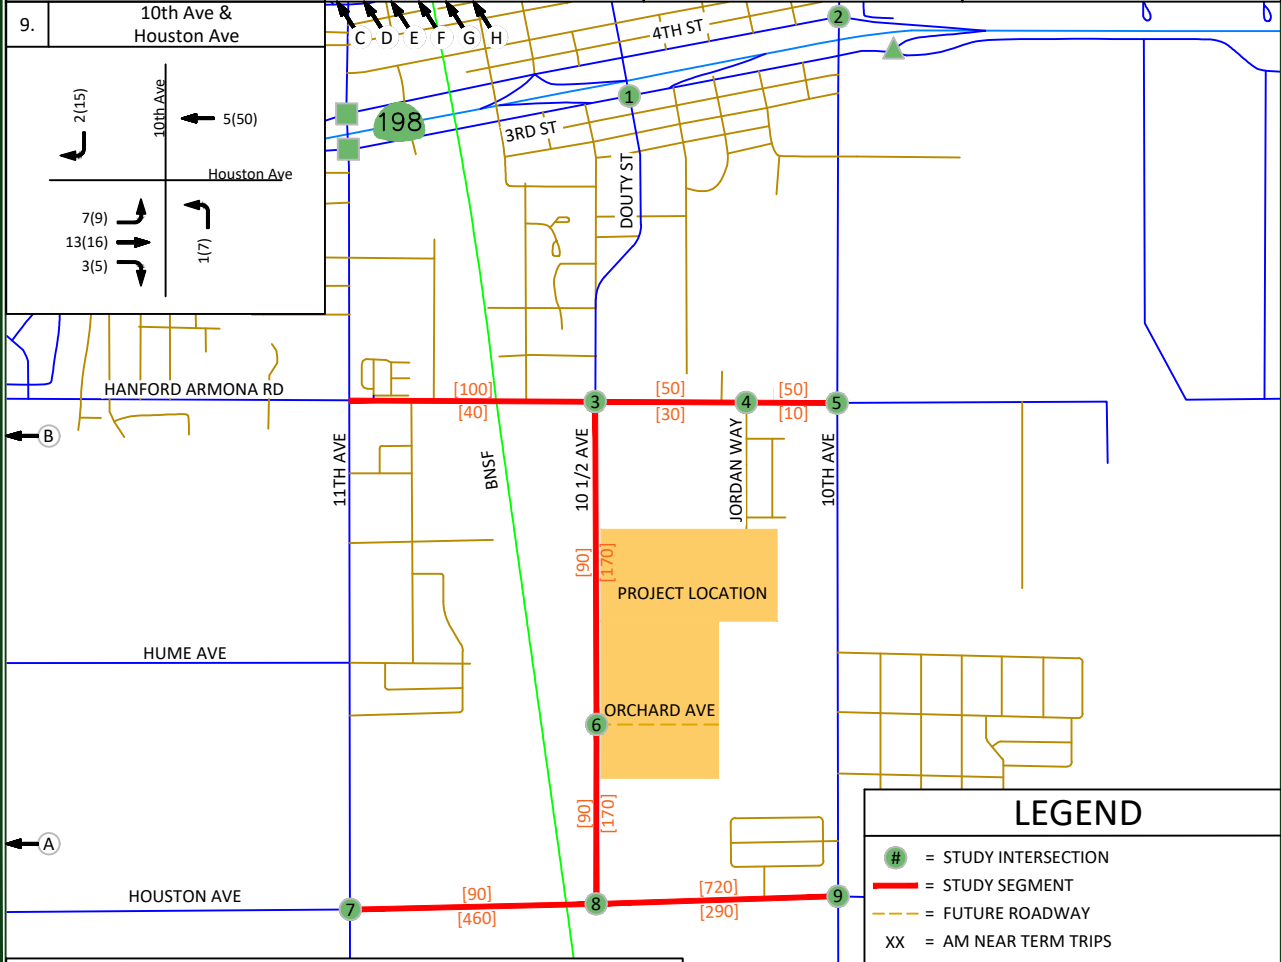 9.
10th Ave &
Houston Ave
2(15)
10th Ave
5(50)
Houston Ave
7(9)
13(16)
3(5)
1(7)
C D E F G H
2
4TH ST
1
198
3RD ST
DOUTY ST
HANFORD ARMONA RD
[100]
[40]
3
[50]
[30]
4
[50]
[10]
5
B
11TH AVE
BNSF
10 1/2 AVE
JORDAN WAY
10TH AVE
[90]
[170]
PROJECT LOCATION
HUME AVE
ORCHARD AVE
6
[90]
[170]
A
HOUSTON AVE
7
[90]
[460]
8
[720]
[290]
9
LEGEND
# = STUDY INTERSECTION
= STUDY SEGMENT
= FUTURE ROADWAY
XX = AM NEAR TERM TRIPS